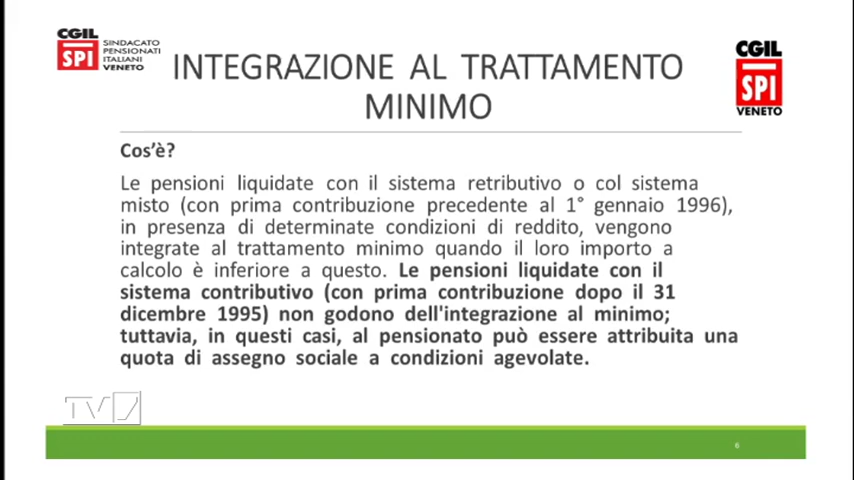 CGIL
SPI
SINDACATO
PENSIONATI
ITALIANI
VENETO
INTEGRAZIONE AL TRATTAMENTO
MINIMO
CGIL
SPI
VENETO
Cos'è?
Le pensioni liquidate con il sistema retributivo o col sistema
misto (con prima contribuzione precedente al 1° gennaio 1996),
in presenza di determinate condizioni di reddito, vengono
integrate al trattamento minimo quando il loro importo a
calcolo è inferiore a questo. Le pensioni liquidate con il
sistema contributivo (con prima contribuzione dopo il 31
dicembre 1995) non godono dell'integrazione al minimo;
tuttavia, in questi casi, al pensionato può essere attribuita una
quota di assegno sociale a condizioni agevolate.
TV7
6